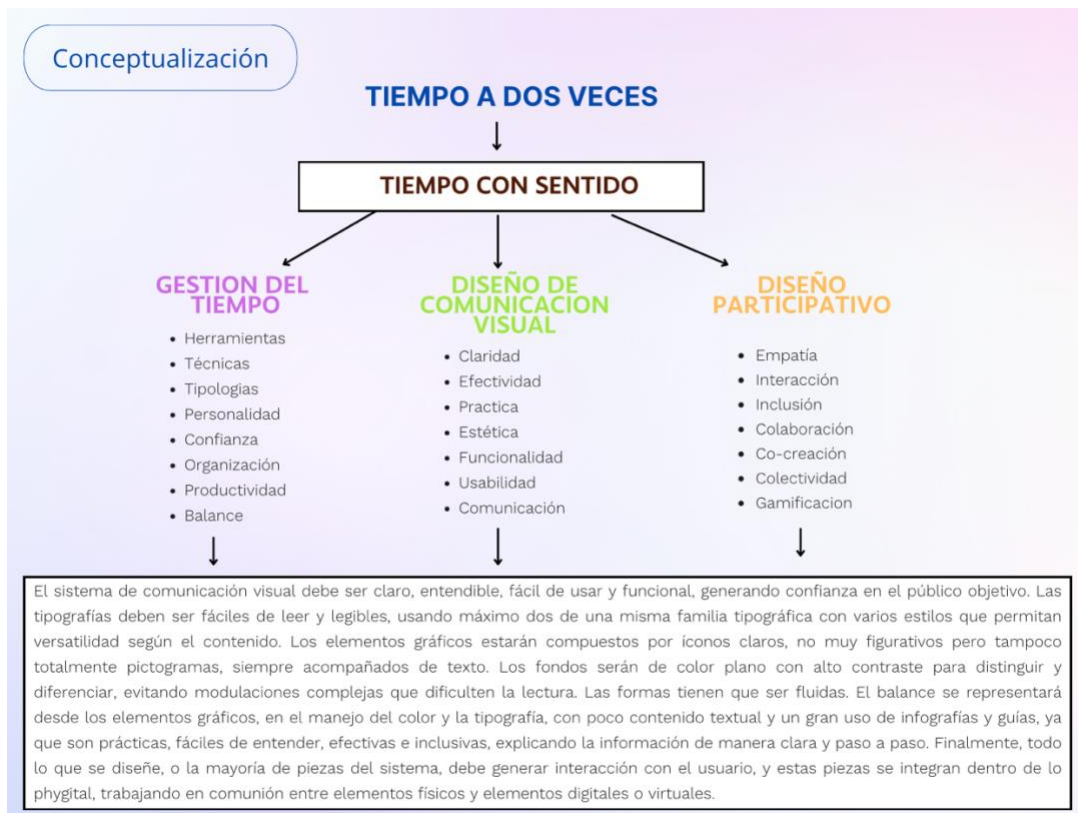 Conceptualización
TIEMPO A DOS VECES
TIEMPO CON SENTIDO
GESTION DEL
TIEMPO
• Herramientas
• Técnicas
• Tipologias
• Personalidad
• Confianza
• Organización
• Productividad
• Balance
DISEÑO DE
COMUNICACION
VISUAL
• Claridad
• Efectividad
• Practica
• Estética
• Funcionalidad
• Usabilidad
• Comunicación
DISEÑO
PARTICIPATIVO
• Empatía
• Interacción
• Inclusión
• Colaboración
• Co-creación
• Colectividad
• Gamificacion
El sistema de comunicación visual debe ser claro, entendible, fácil de usar y funcional, generando confianza en el público objetivo. Las
tipografías deben ser fáciles de leer y legibles, usando máximo dos de una misma familia tipográfica con varios estilos que permitan
versatilidad según el contenido. Los elementos gráficos estarán compuestos por íconos claros, no muy figurativos pero tampoco
totalmente pictogramas, siempre acompañados de texto. Los fondos serán de color plano con alto contraste para distinguir y
diferenciar, evitando modulaciones complejas que dificulten la lectura. Las formas tienen que ser fluidas. El balance se representará
desde los elementos gráficos, en el manejo del color y la tipografía, con poco contenido textual y un gran uso de infografías y guías, ya
que son prácticas, fáciles de entender, efectivas e inclusivas, explicando la información de manera clara y paso a paso. Finalmente, todo
lo que se diseñe, o la mayoría de piezas del sistema, debe generar interacción con el usuario, y estas piezas se integran dentro de lo
phygital, trabajando en comunión entre elementos físicos y elementos digitales o virtuales.